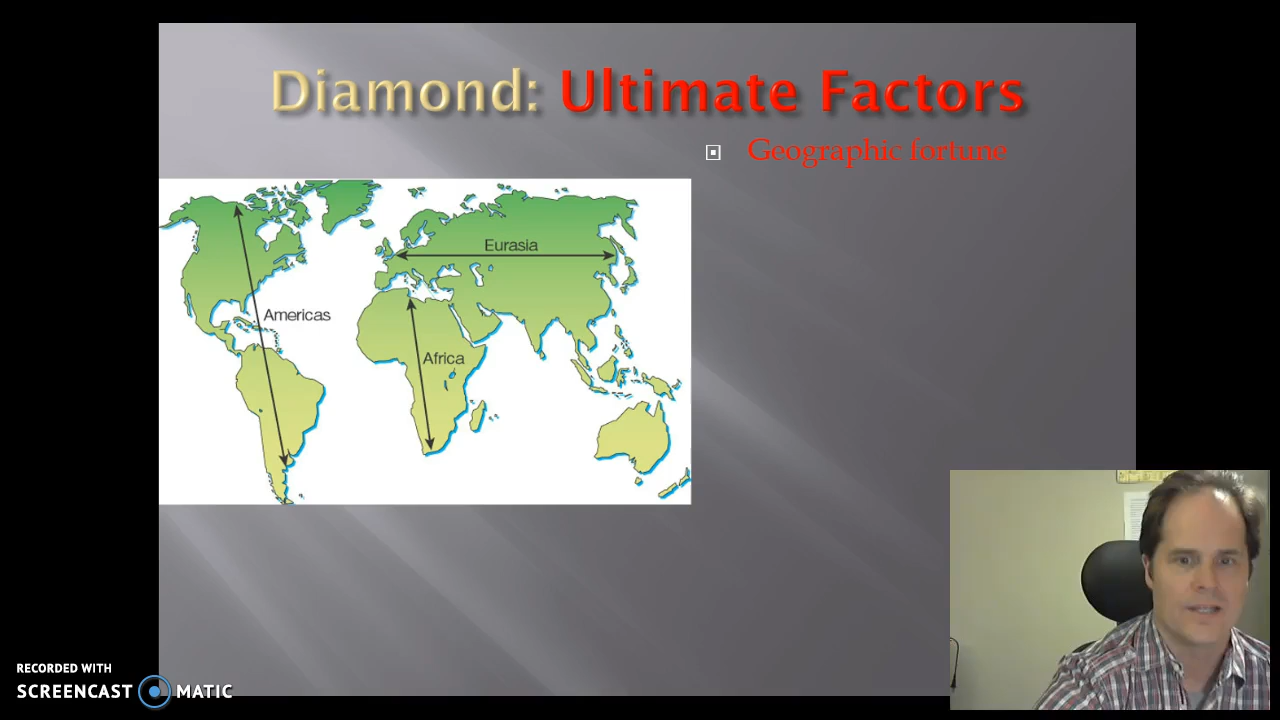 Diamond: Ultimate Factors
Geographic fortune
Eurasia
Americas
Africa
RECORDED WITH
SCREENCAST MATIC